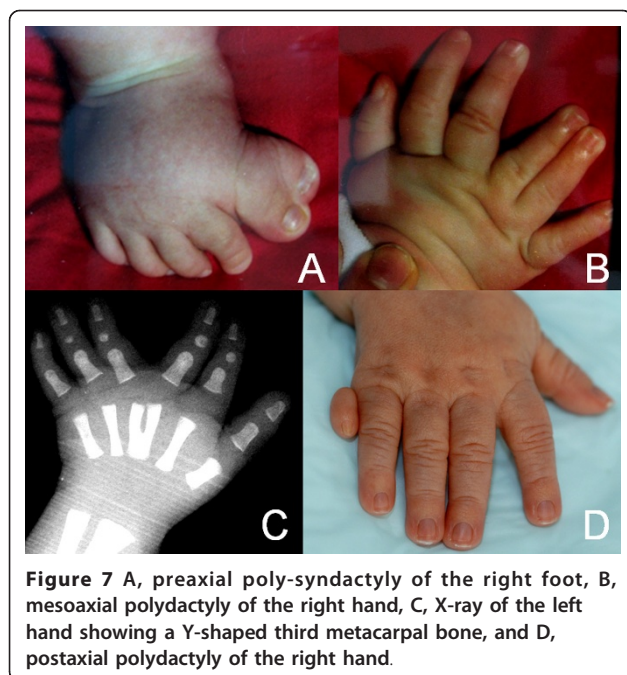 A
B
C
D
Figure 7 A, preaxial poly-syndactyly of the right foot, B,
mesoaxial polydactyly of the right hand, C, X-ray of the left
hand showing a Y-shaped third metacarpal bone, and D,
postaxial polydactyly of the right hand.